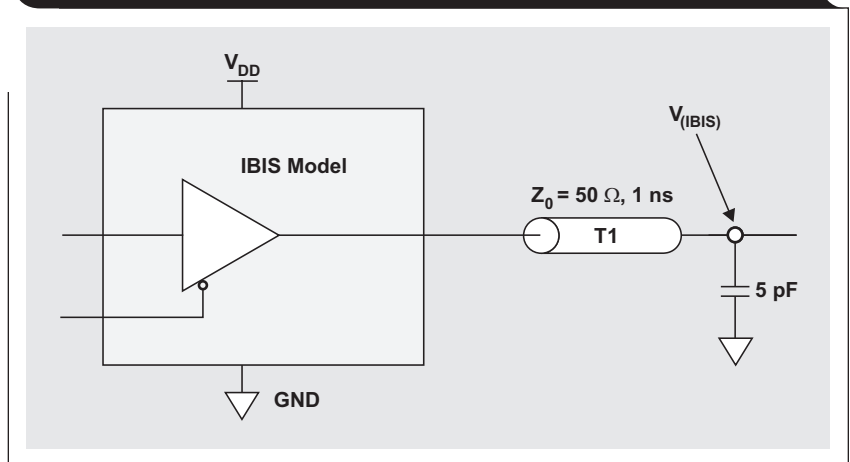 V_DD
IBIS Model
V_(IBIS)
Z_0 = 50 Ω, 1 ns
T1
5 pF
GND